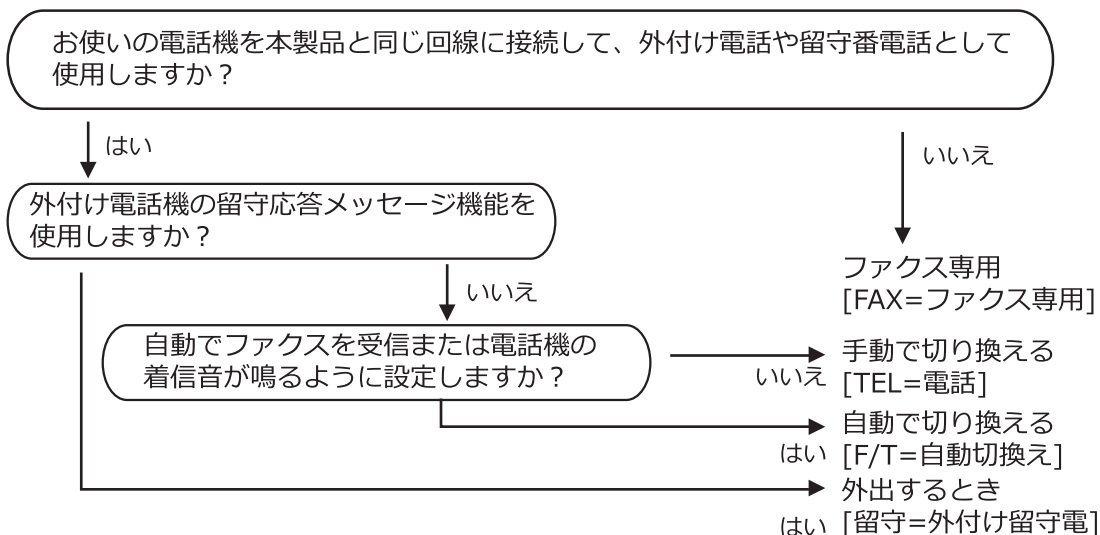 お使いの電話機を本製品と同じ回線に接続して、外付け電話や留守番電話として
使用しますか？
はい
いいえ
外付け電話機の留守応答メッセージ機能を
使用しますか？
ファクス専用
[FAX=ファクス専用]
いいえ
自動でファクスを受信または電話機の
着信音が鳴るように設定しますか？
いいえ
手動で切り換える
[TEL=電話]
自動で切り換える
はい
[F/T=自動切換え]
外出するとき
はい
[留守=外付け留守電]